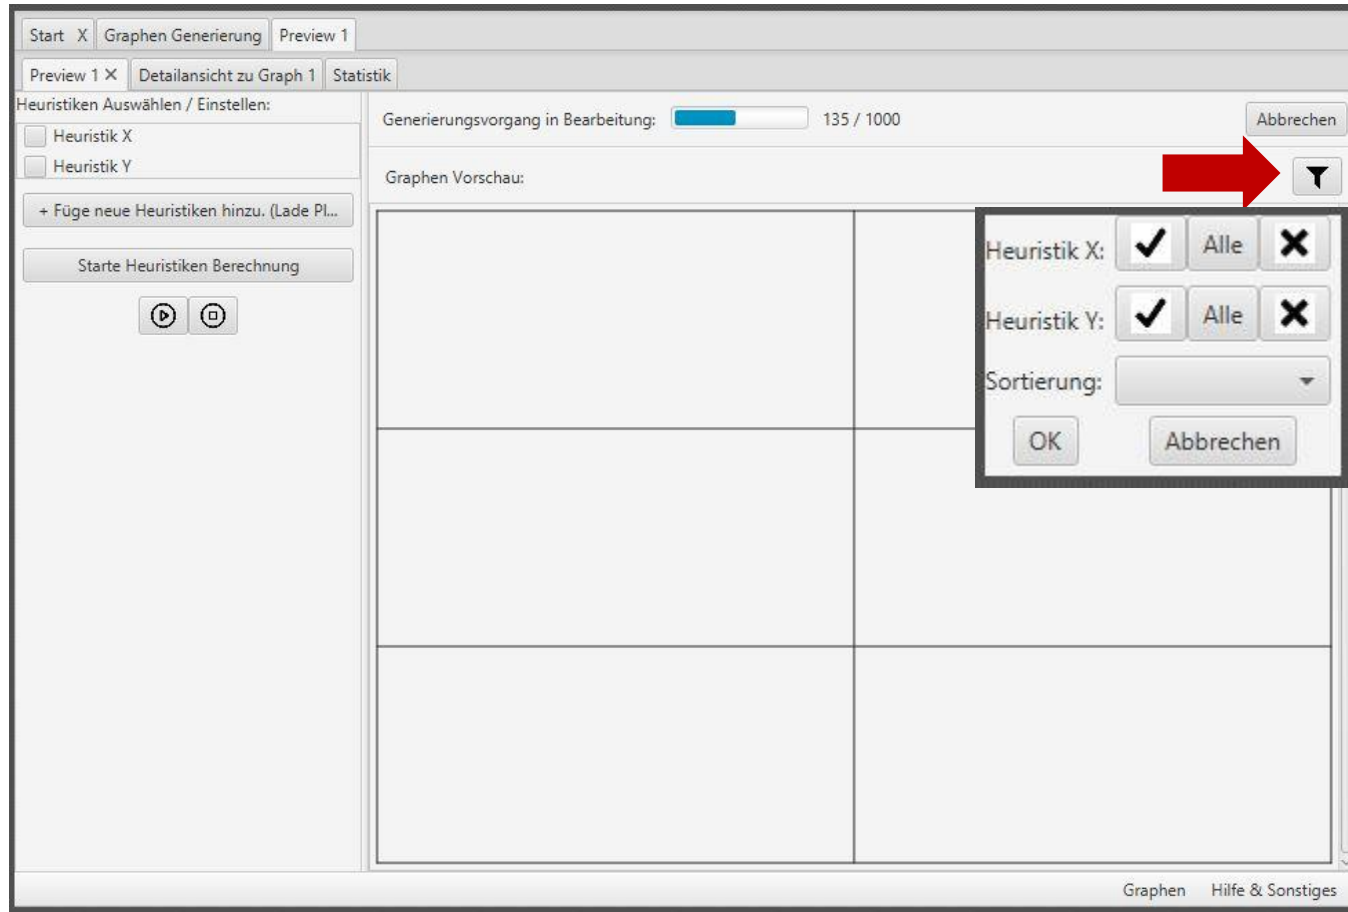 Start X Graphen Generierung Preview 1
Preview 1 X Detailansicht zu Graph 1 Statistik
Heuristiken Auswählen / Einstellen:
Heuristik X
Heuristik Y
+ Füge neue Heuristiken hinzu. (Lade Pl...
Starte Heuristiken Berechnung
Generierungsvorgang in Bearbeitung: 135 / 1000 Abbrechen
Graphen Vorschau:
Heuristik X: Alle
Heuristik Y: Alle
Sortierung:
OK Abbrechen
Graphen Hilfe & Sonstiges